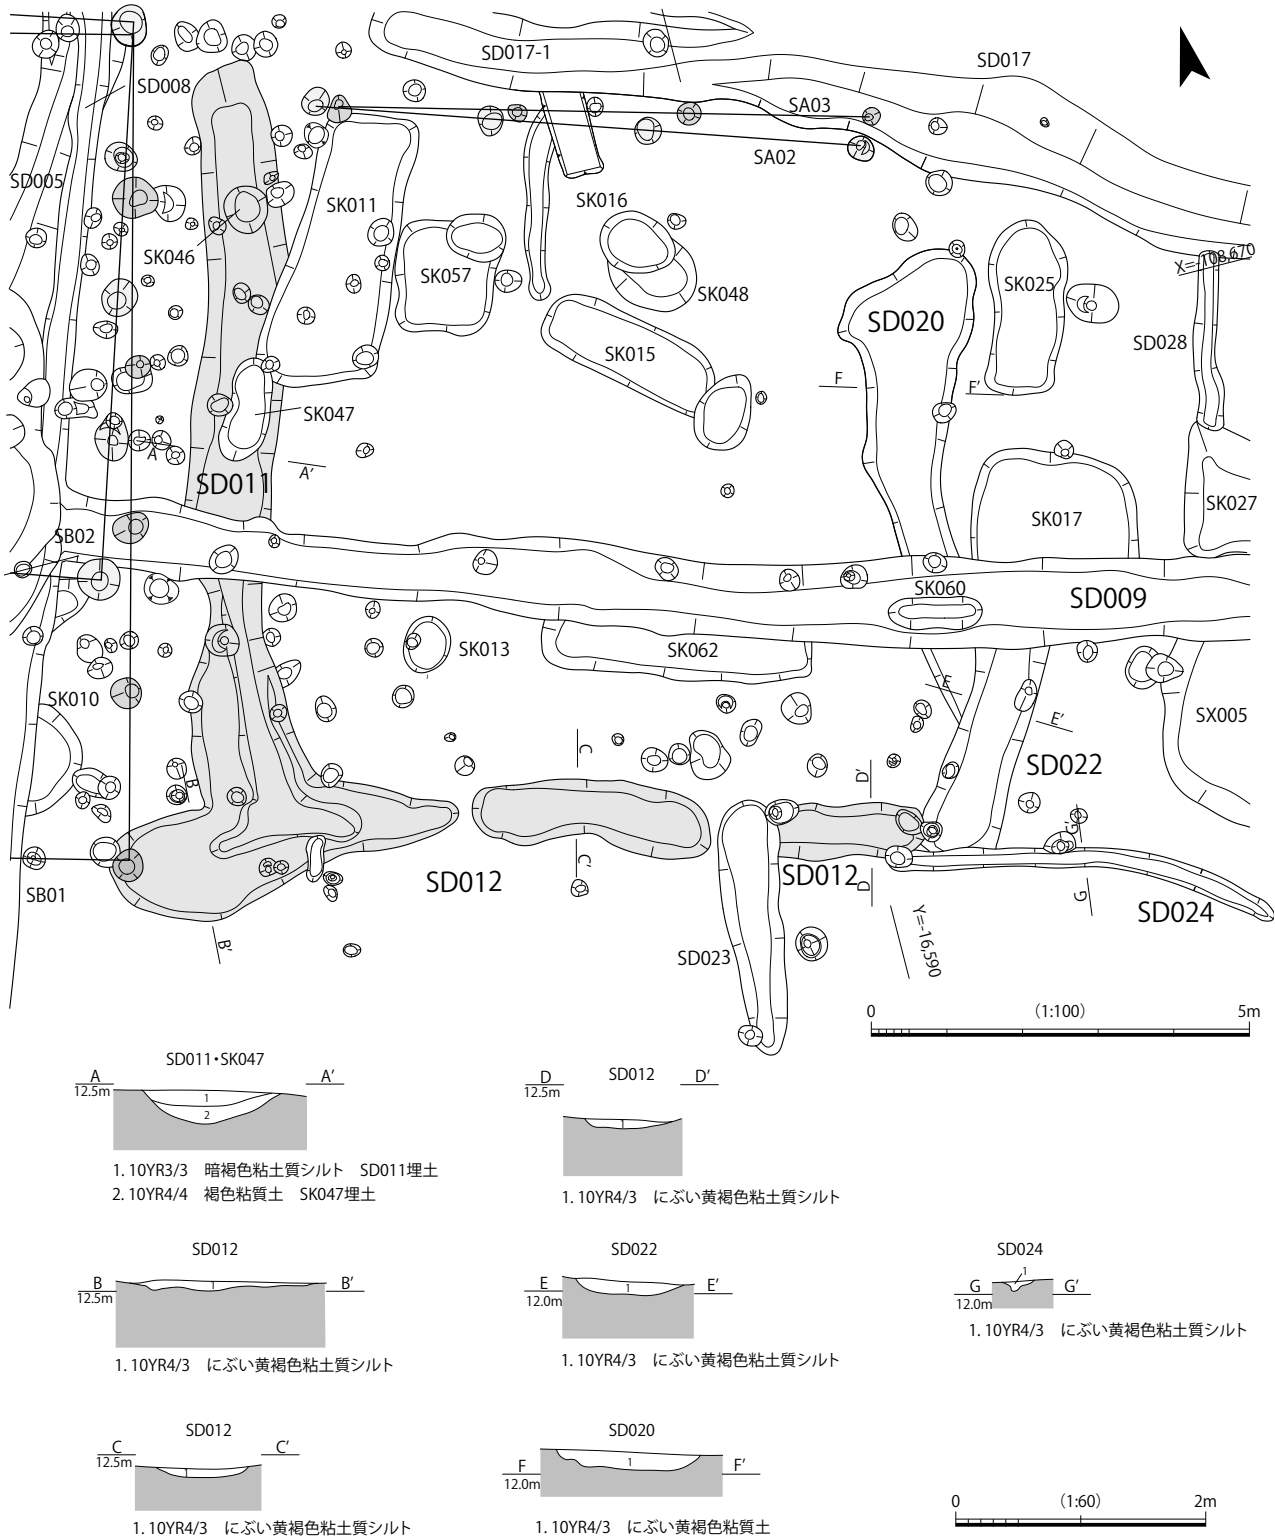 SD017-1
SD017
SD008
SA03
SA02
SD005
SK011
SK016
SK046
SK057
SK048
SK025
X=-108,670
SD020
SD028
SK015
F
F'
SK047
A
A'
SD011
SK027
SK017
SB02
SK060
SD009
SK013
SK062
SK010
E
E'
SX005
C
B
D'
SD022
G'
C'
SD012
SD012
D
G
SB01
SD024
B'
SD023
Y=-16,590
0 (1:100) 5m
SD011・SK047
A A'
12.5m
1
2
1. 10YR3/3 暗褐色粘土質シルト SD011埋土
2. 10YR4/4 褐色粘質土 SK047埋土
SD012
D D'
12.5m
1
1. 10YR4/3 にぶい黄褐色粘土質シルト
SD012
B B'
12.5m
1
1. 10YR4/3 にぶい黄褐色粘土質シルト
SD022
E E'
12.0m
1
1. 10YR4/3 にぶい黄褐色粘土質シルト
SD024
1
G G'
12.0m
1. 10YR4/3 にぶい黄褐色粘土質シルト
SD012
C C'
12.5m
1
1. 10YR4/3 にぶい黄褐色粘土質シルト
SD020
F F'
12.0m
1
1. 10YR4/3 にぶい黄褐色粘質土
0 (1:60) 2m